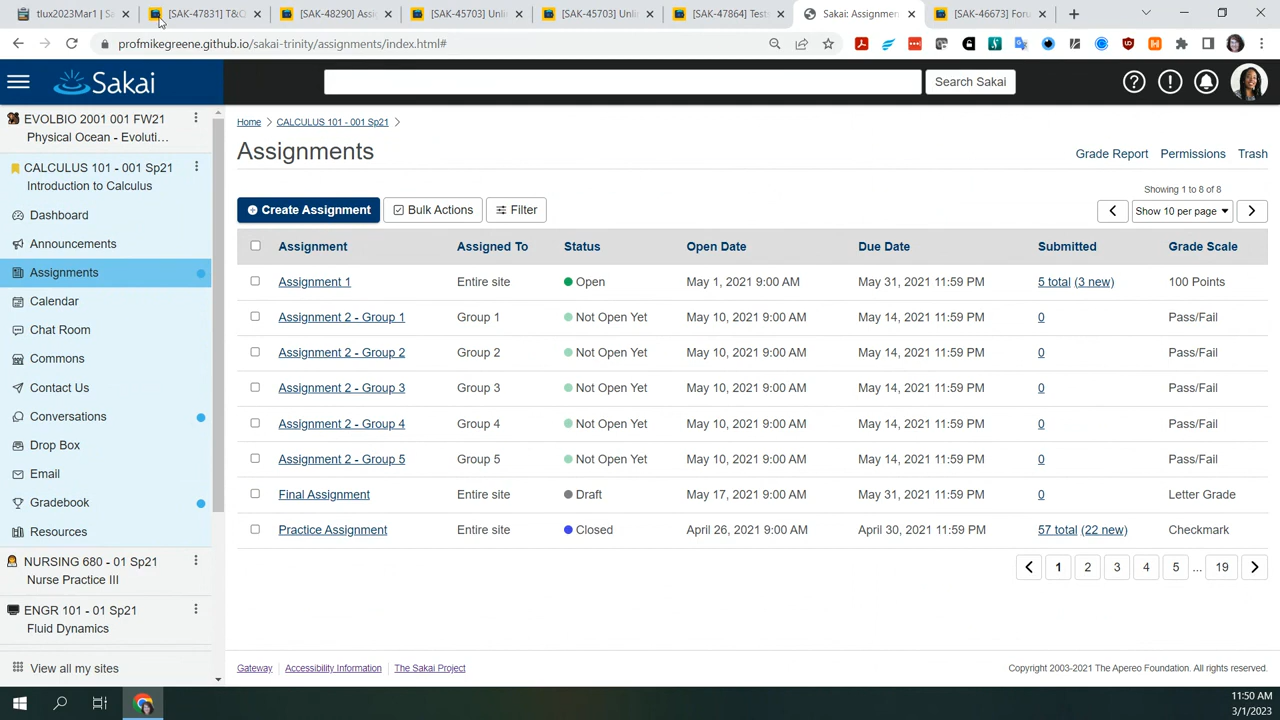 tlux2023Mar1 | S
[SAK-47831] T&
[SAK-48290] Assi
[SAK-45703] Unli
[SAK-45703] Unli
[SAK-47864] Test
Sakai: Assignmen
[SAK-46673] For
profmikegreene.github.io/sakai-trinity/assignments/index.html#
Sakai
Search Sakai
EVOLBIO 2001 001 FW21
Physical Ocean - Evoluti...
CALCULUS 101 - 001 Sp21
Introduction to Calculus
Dashboard
Announcements
Assignments
Calendar
Chat Room
Commons
Contact Us
Conversations
Drop Box
Email
Gradebook
Resources
NURSING 680 - 01 Sp21
Nurse Practice III
ENGR 101 - 01 Sp21
Fluid Dynamics
View all my sites
Home > CALCULUS 101 - 001 Sp21 >
Assignments
Grade Report Permissions Trash
Showing 1 to 8 of 8
Create Assignment Bulk Actions Filter
Show 10 per page
Assignment Assigned To Status Open Date Due Date Submitted Grade Scale
Assignment 1 Entire site Open May 1, 2021 9:00 AM May 31, 2021 11:59 PM 5 total (3 new) 100 Points
Assignment 2 - Group 1 Group 1 Not Open Yet May 10, 2021 9:00 AM May 14, 2021 11:59 PM 0 Pass/Fail
Assignment 2 - Group 2 Group 2 Not Open Yet May 10, 2021 9:00 AM May 14, 2021 11:59 PM 0 Pass/Fail
Assignment 2 - Group 3 Group 3 Not Open Yet May 10, 2021 9:00 AM May 14, 2021 11:59 PM 0 Pass/Fail
Assignment 2 - Group 4 Group 4 Not Open Yet May 10, 2021 9:00 AM May 14, 2021 11:59 PM 0 Pass/Fail
Assignment 2 - Group 5 Group 5 Not Open Yet May 10, 2021 9:00 AM May 14, 2021 11:59 PM 0 Pass/Fail
Final Assignment Entire site Draft May 17, 2021 9:00 AM May 31, 2021 11:59 PM 0 Letter Grade
Practice Assignment Entire site Closed April 26, 2021 9:00 AM April 30, 2021 11:59 PM 57 total (22 new) Checkmark
1 2 3 4 5 ... 19
Gateway Accessibility Information The Sakai Project
Copyright 2003-2021 The Apereo Foundation. All rights reserved.
11:50 AM
3/1/2023